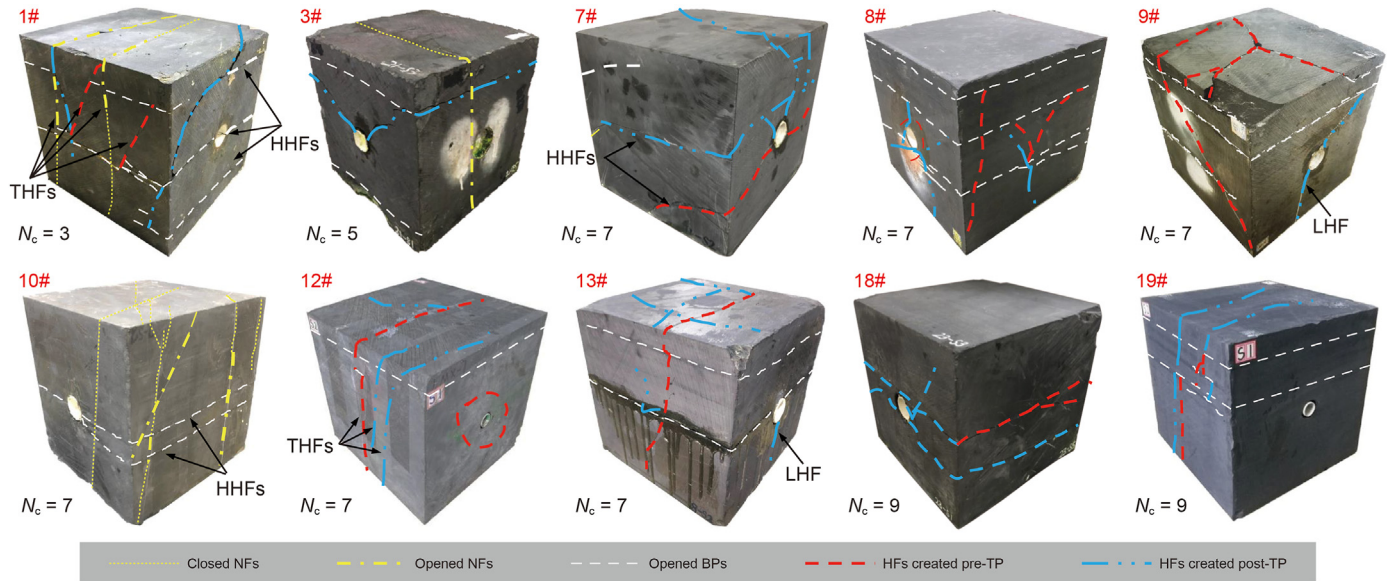 1#
3#
7#
8#
9#
THFs
HHFs
HHFs
LHF
Nc = 3
Nc = 5
Nc = 7
Nc = 7
Nc = 7
10#
12#
13#
18#
19#
15
HHFs
THFs
LHF
Nc = 7
Nc = 7
Nc = 7
Nc = 9
Nc = 9
Closed NFs
Opened NFs
Opened BPs
HFs created pre-TP
HFs created post-TP